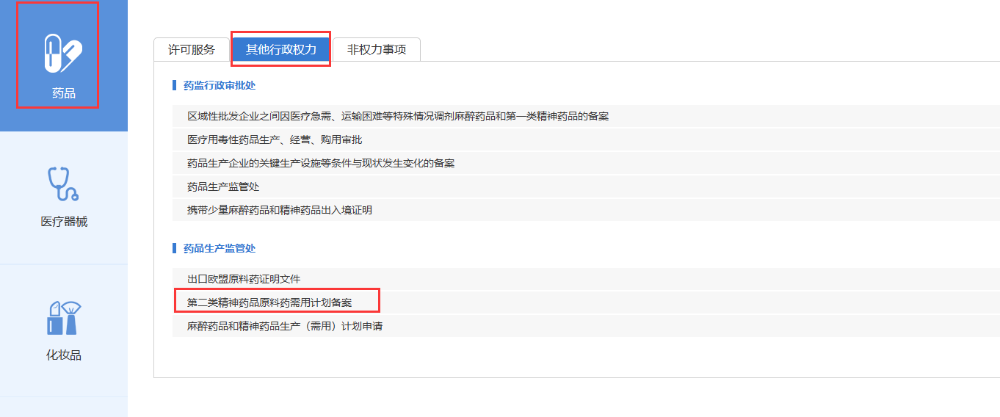 药品
医疗器械
化妆品
许可服务 其他行政权力 非权力事项
药监行政审批处
区域性批发企业之间因医疗急需、运输困难等特殊情况调剂麻醉药品和第一类精神药品的备案
医疗用毒性药品生产、经营、购用审批
药品生产企业的关键生产设施等条件与现状发生变化的备案
药品生产监管处
携带少量麻醉药品和精神药品出入境证明
药品生产监管处
出口欧盟原料药证明文件
第二类精神药品原料药需用计划备案
麻醉药品和精神药品生产（需用）计划申请